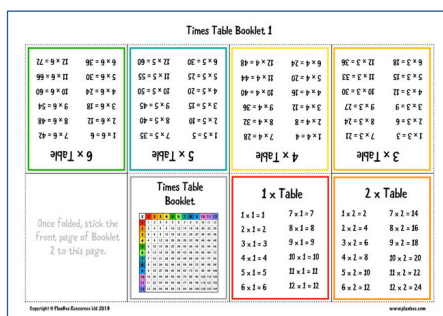 Times Table Booklet 1
6 x Table
1 x 6 = 6 7 x 6 = 42
2 x 6 = 12 8 x 6 = 48
3 x 6 = 18 9 x 6 = 54
4 x 6 = 24 10 x 6 = 60
5 x 6 = 30 11 x 6 = 66
6 x 6 = 36 12 x 6 = 72
5 x Table
1 x 5 = 5 7 x 5 = 35
2 x 5 = 10 8 x 5 = 40
3 x 5 = 15 9 x 5 = 45
4 x 5 = 20 10 x 5 = 50
5 x 5 = 25 11 x 5 = 55
6 x 5 = 30 12 x 5 = 60
4 x Table
1 x 4 = 4 7 x 4 = 28
2 x 4 = 8 8 x 4 = 32
3 x 4 = 12 9 x 4 = 36
4 x 4 = 16 10 x 4 = 40
5 x 4 = 20 11 x 4 = 44
6 x 4 = 24 12 x 4 = 48
3 x Table
1 x 3 = 3 7 x 3 = 21
2 x 3 = 6 8 x 3 = 24
3 x 3 = 9 9 x 3 = 27
4 x 3 = 12 10 x 3 = 30
5 x 3 = 15 11 x 3 = 33
6 x 3 = 18 12 x 3 = 36
Once folded, stick the
front page of Booklet
2 to this page.
Times Table
Booklet
1 x Table
1 x 1 = 1 7 x 1 = 7
2 x 1 = 2 8 x 1 = 8
3 x 1 = 3 9 x 1 = 9
4 x 1 = 4 10 x 1 = 10
5 x 1 = 5 11 x 1 = 11
6 x 1 = 6 12 x 1 = 12
2 x Table
1 x 2 = 2 7 x 2 = 14
2 x 2 = 4 8 x 2 = 16
3 x 2 = 6 9 x 2 = 18
4 x 2 = 8 10 x 2 = 20
5 x 2 = 10 11 x 2 = 22
6 x 2 = 12 12 x 2 = 24
Copyright © PlanBee Resources Ltd 2019
www.planbee.com